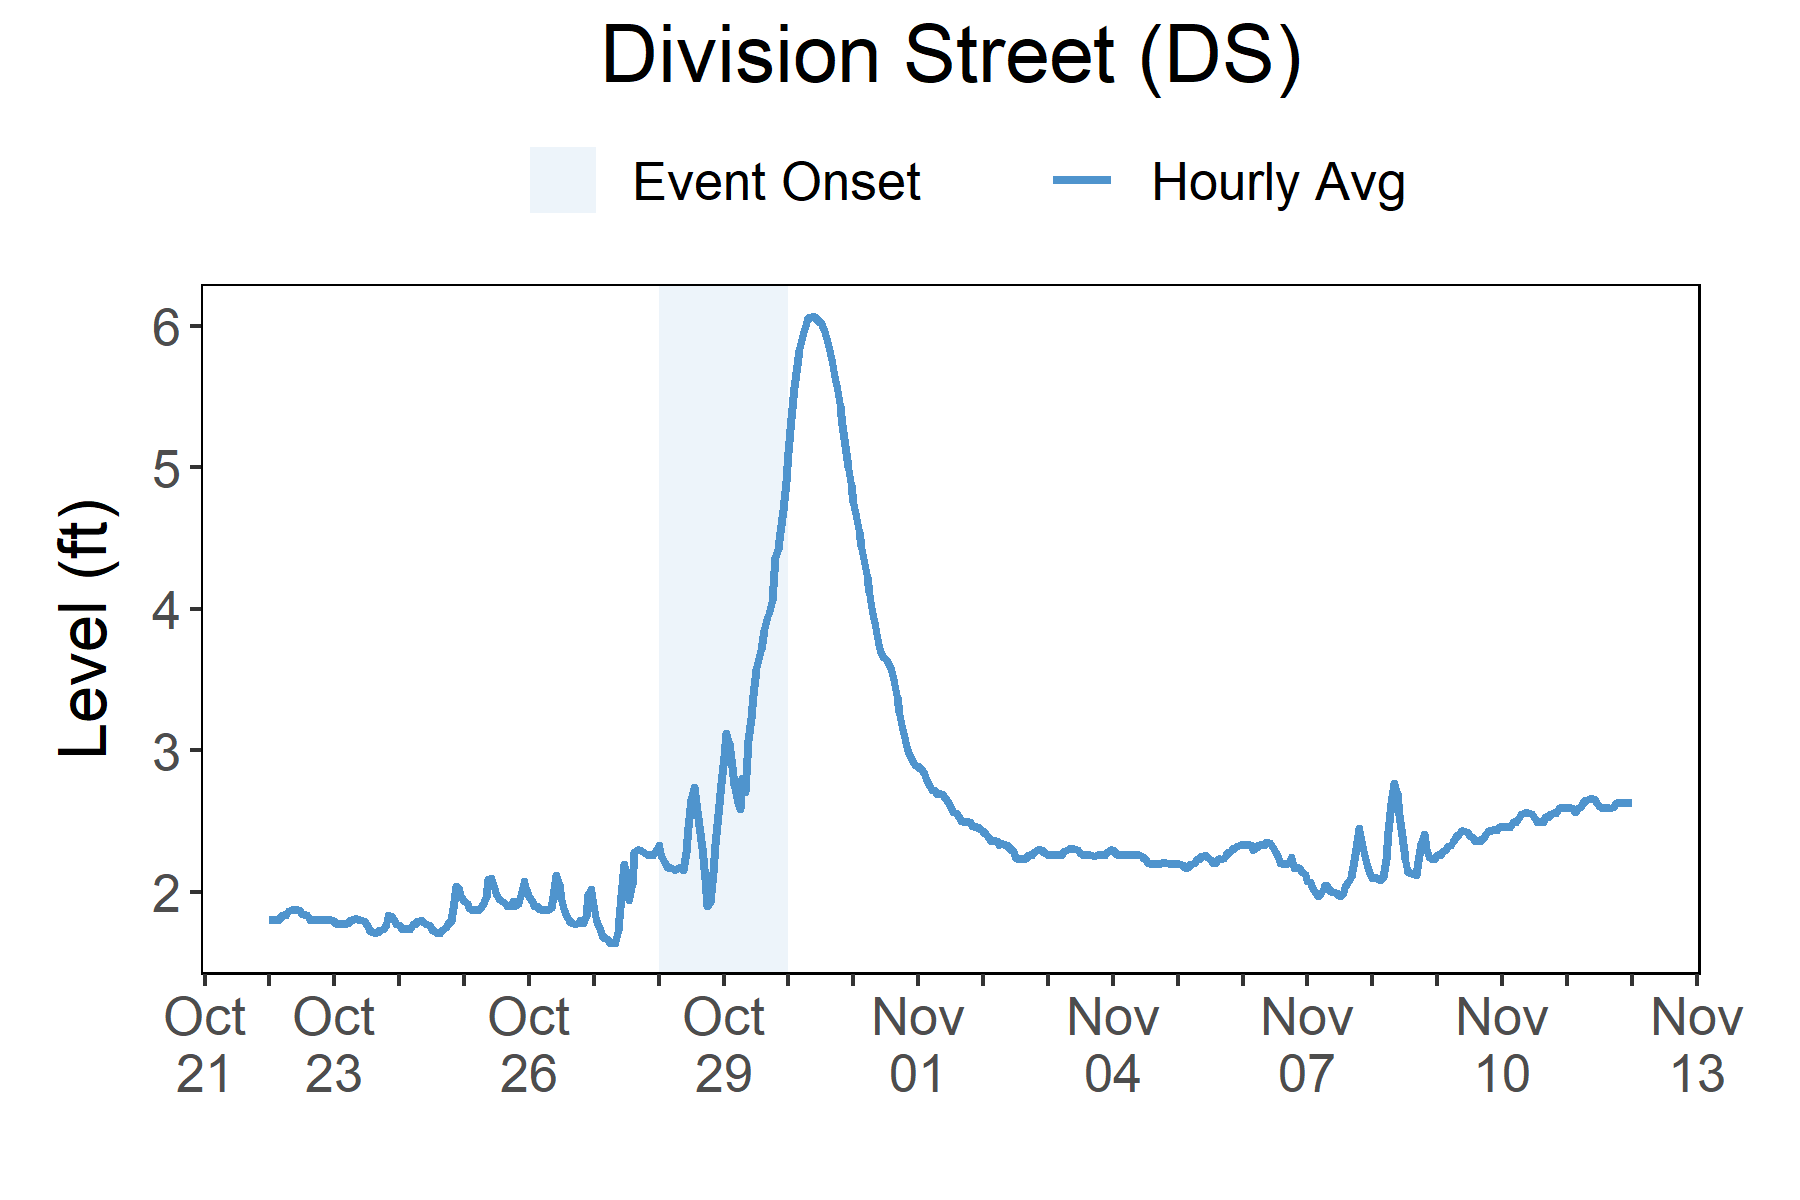 Division Street (DS)
Event Onset
Hourly Avg
Level (ft)
6
5
4
3
2
Oct 21
Oct 23
Oct 26
Oct 29
Nov 01
Nov 04
Nov 07
Nov 10
Nov 13